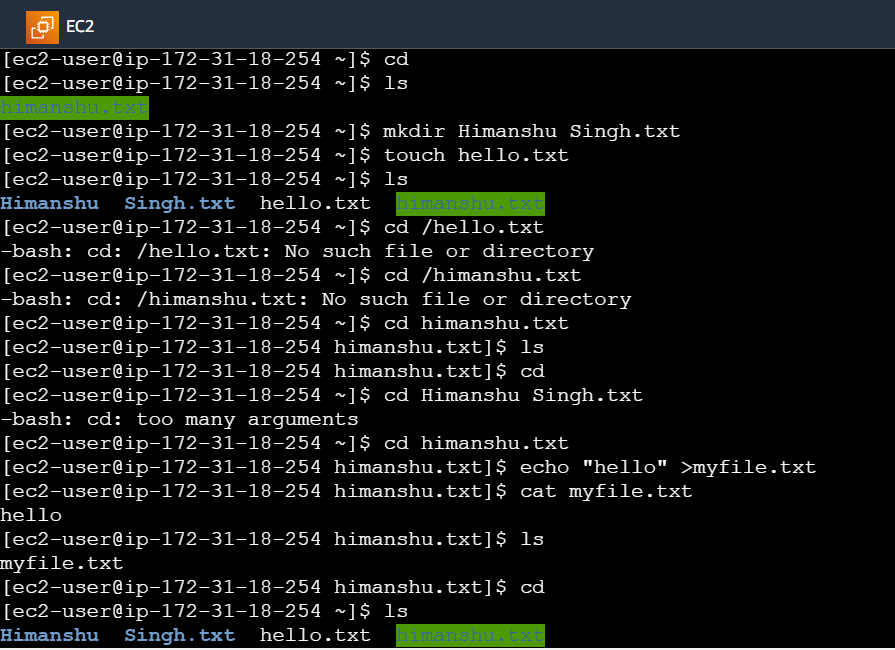 EC2
[ec2-user@ip-172-31-18-254 ~]$ cd
[ec2-user@ip-172-31-18-254 ~]$ ls
himanshu.txt
[ec2-user@ip-172-31-18-254 ~]$ mkdir Himanshu Singh.txt
[ec2-user@ip-172-31-18-254 ~]$ touch hello.txt
[ec2-user@ip-172-31-18-254 ~]$ ls
Himanshu  Singh.txt  hello.txt  himanshu.txt
[ec2-user@ip-172-31-18-254 ~]$ cd /hello.txt
-bash: cd: /hello.txt: No such file or directory
[ec2-user@ip-172-31-18-254 ~]$ cd /himanshu.txt
-bash: cd: /himanshu.txt: No such file or directory
[ec2-user@ip-172-31-18-254 ~]$ cd himanshu.txt
[ec2-user@ip-172-31-18-254 himanshu.txt]$ ls
[ec2-user@ip-172-31-18-254 himanshu.txt]$ cd
[ec2-user@ip-172-31-18-254 ~]$ cd Himanshu Singh.txt
-bash: cd: too many arguments
[ec2-user@ip-172-31-18-254 ~]$ cd himanshu.txt
[ec2-user@ip-172-31-18-254 himanshu.txt]$ echo "hello" >myfile.txt
[ec2-user@ip-172-31-18-254 himanshu.txt]$ cat myfile.txt
hello
[ec2-user@ip-172-31-18-254 himanshu.txt]$ ls
myfile.txt
[ec2-user@ip-172-31-18-254 himanshu.txt]$ cd
[ec2-user@ip-172-31-18-254 ~]$ ls
Himanshu  Singh.txt  hello.txt  himanshu.txt